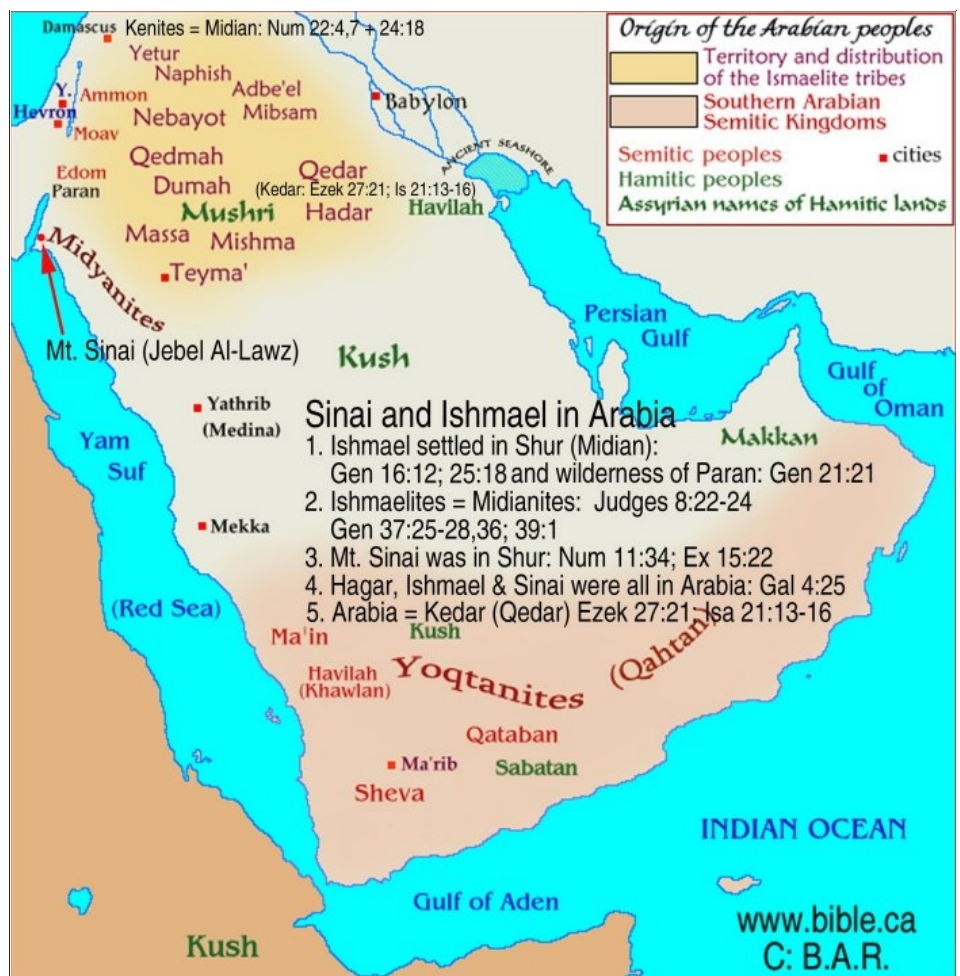 Damascus
Kenites = Midian: Num 22:4,7 + 24:18
Origin of the Arabian peoples
Territory and distribution
of the Ismaelite tribes
Southern Arabian
Semitic Kingdoms
Semitic peoples
cities
Hamitic peoples
Assyrian names of Hamitic lands
Yetur
Naphish
Adbe'el
Mibsam
Y.
Ammon
Hevron
Nebayot
Babylon
Moav
ANCIENT SEASHORE
Qedmah
Edom
Qedar
Paran
Dumah
(Kedar: Ezek 27:21; Is 21:13-16)
Mushri
Hadar
Havilah
Massa
Mishma
Midyanites
Teyma'
Persian
Gulf
Mt. Sinai (Jebel Al-Lawz)
Kush
Gulf
of
Oman
Yathrib
(Medina)
Sinai and Ishmael in Arabia
Makkan
Yam
Suf
1. Ishmael settled in Shur (Midian):
Gen 16:12; 25:18 and wilderness of Paran: Gen 21:21
2. Ishmaelites = Midianites: Judges 8:22-24
Gen 37:25-28,36; 39:1
Mekka
3. Mt. Sinai was in Shur: Num 11:34; Ex 15:22
4. Hagar, Ishmael & Sinai were all in Arabia: Gal 4:25
5. Arabia = Kedar (Qedar) Ezek 27:21; Isa 21:13-16
(Red Sea)
Ma'in
Kush
(Qahtan)
Havilah
(Khawlan)
Yoqtanites
Qataban
Ma'rib
Sabatan
Sheva
INDIAN OCEAN
Gulf of Aden
www.bible.ca
C: B.A.R.
Kush